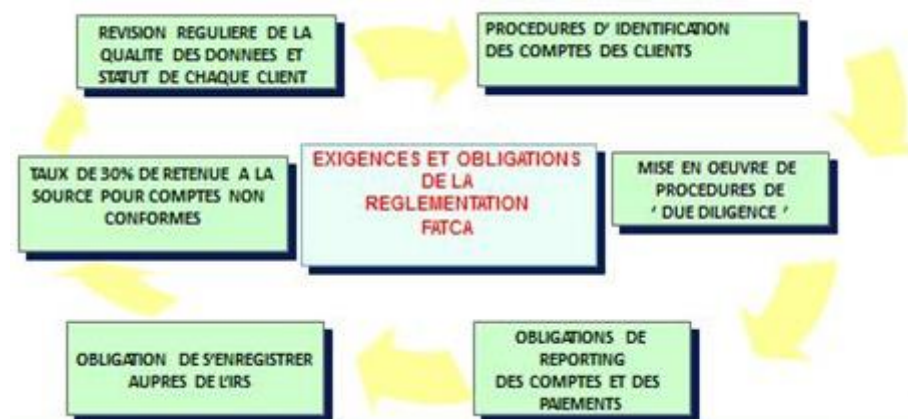 REVISION REGULIERE DE LA
QUALITE DES DONNEES ET
STATUT DE CHAQUE CLIENT
PROCEDURES D' IDENTIFICATION
DES COMPTES DES CLIENTS
TAUX DE 30% DE RETENUE A LA
SOURCE POUR COMPTES NON
CONFORMES
EXIGENCES ET OBLIGATIONS
DE LA
REGLEMENTATION
FATCA
MISE EN OEUVRE DE
PROCEDURES DE
' DUE DILIGENCE '
OBLIGATION DE S'ENREGISTRER
AUPRES DE L'IRS
OBLIGATIONS DE
REPORTING
DES COMPTES ET DES
PAIEMENTS